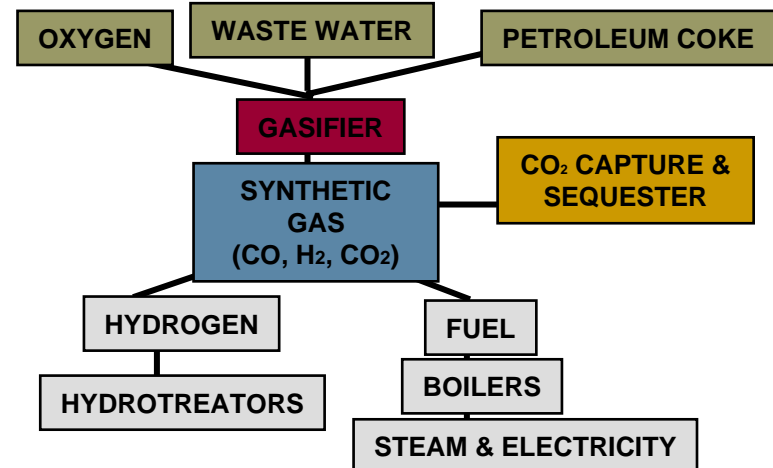 OXYGEN
WASTE WATER
PETROLEUM COKE
GASIFIER
SYNTHETIC
GAS
(CO, H2, CO2)
CO2 CAPTURE &
SEQUESTER
HYDROGEN
FUEL
HYDROTREATORS
BOILERS
STEAM & ELECTRICITY